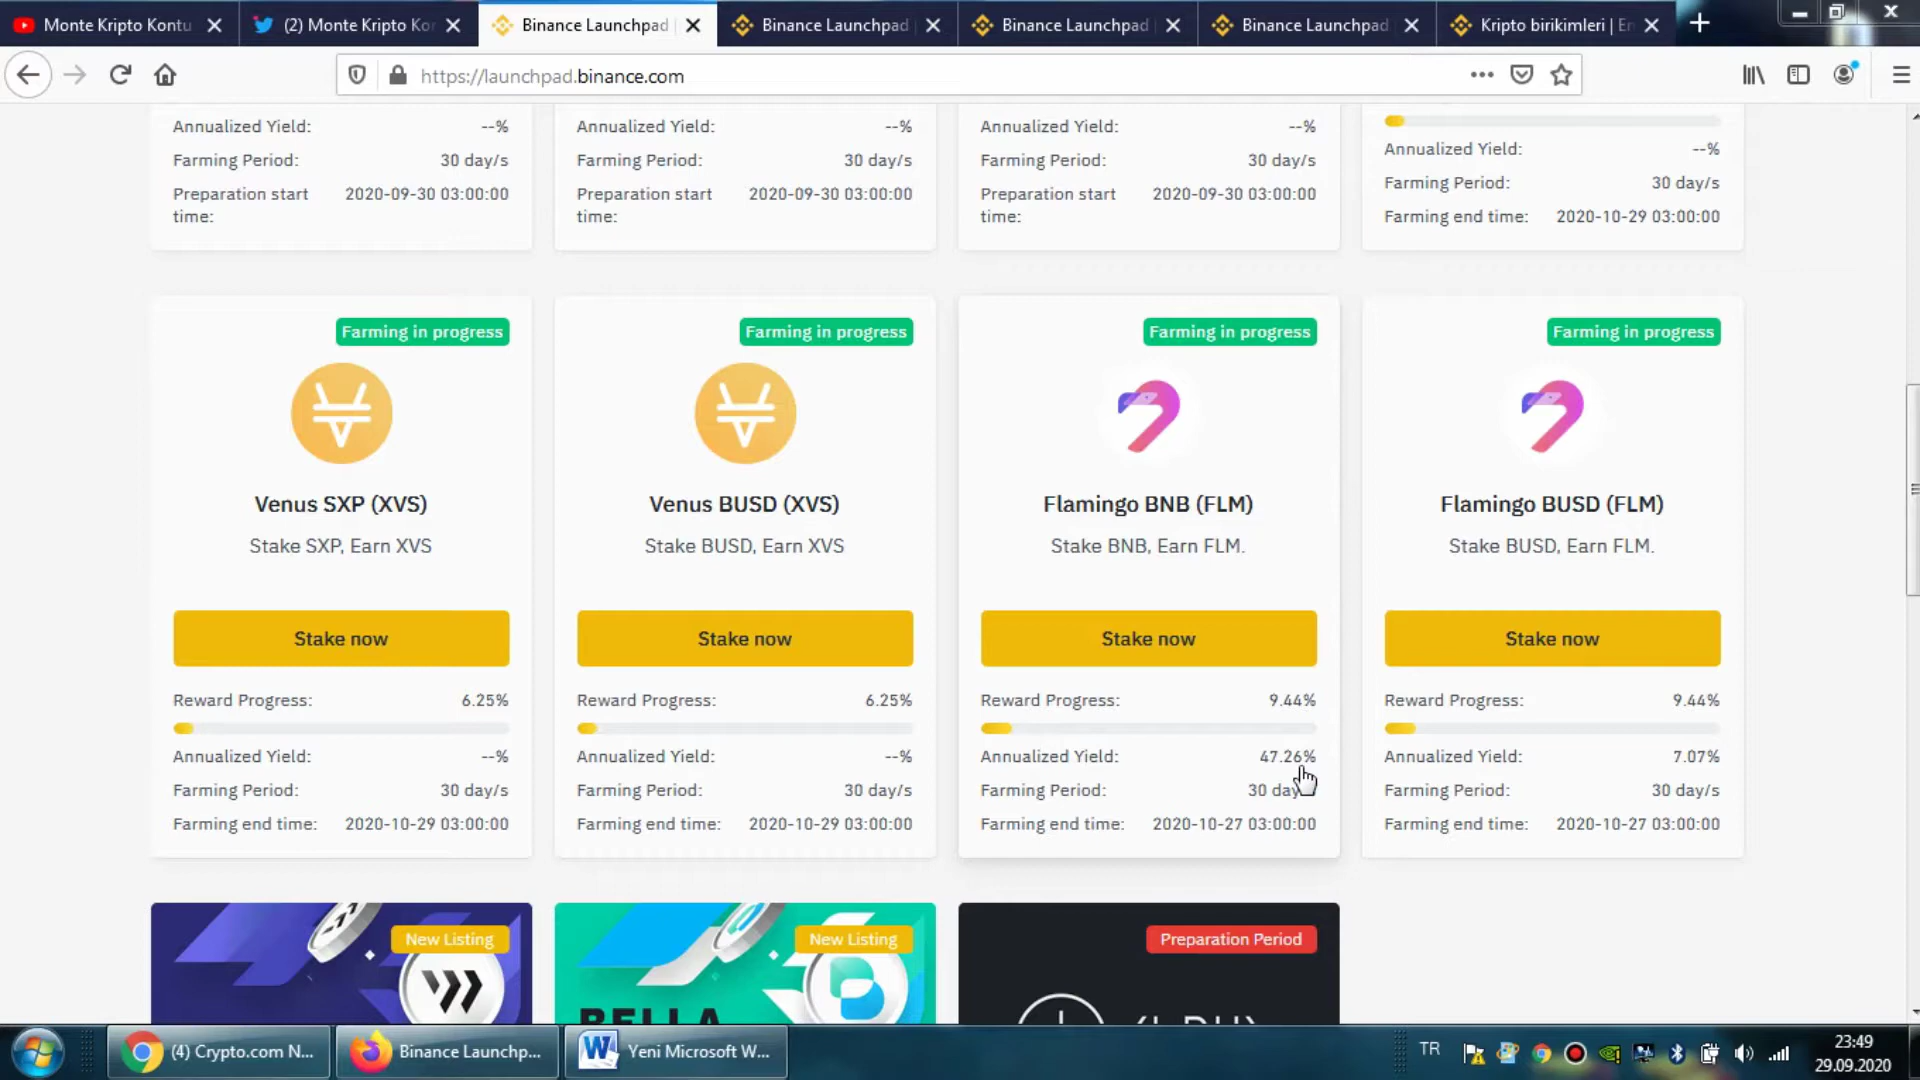 Monte Kripto Kontu
(2) Monte Kripto Kor
Binance Launchpad
Binance Launchpad
Binance Launchpad
Binance Launchpad
Kripto birikimleri | En
https://launchpad.binance.com
Annualized Yield: --%
Farming Period: 30 day/s
Preparation start time: 2020-09-30 03:00:00
Annualized Yield: --%
Farming Period: 30 day/s
Preparation start time: 2020-09-30 03:00:00
Annualized Yield: --%
Farming Period: 30 day/s
Preparation start time: 2020-09-30 03:00:00
Annualized Yield: --%
Farming Period: 30 day/s
Farming end time: 2020-10-29 03:00:00
Farming in progress
Venus SXP (XVS)
Stake SXP, Earn XVS
Stake now
Reward Progress: 6.25%
Annualized Yield: --%
Farming Period: 30 day/s
Farming end time: 2020-10-29 03:00:00
Farming in progress
Venus BUSD (XVS)
Stake BUSD, Earn XVS
Stake now
Reward Progress: 6.25%
Annualized Yield: --%
Farming Period: 30 day/s
Farming end time: 2020-10-29 03:00:00
Farming in progress
Flamingo BNB (FLM)
Stake BNB, Earn FLM.
Stake now
Reward Progress: 9.44%
Annualized Yield: 47.26%
Farming Period: 30 day
Farming end time: 2020-10-27 03:00:00
Farming in progress
Flamingo BUSD (FLM)
Stake BUSD, Earn FLM.
Stake now
Reward Progress: 9.44%
Annualized Yield: 7.07%
Farming Period: 30 day/s
Farming end time: 2020-10-27 03:00:00
New Listing
New Listing
BELLA
Preparation Period
(4) Crypto.com N...
Binance Launchp...
Yeni Microsoft W...
TR
23:49
29.09.2020